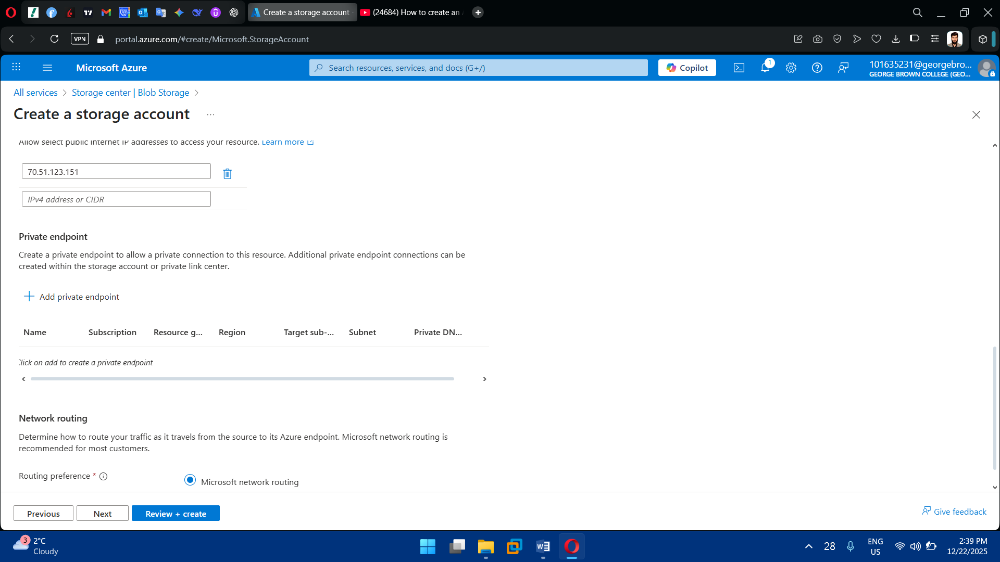 Create a storage account -
(24684) How to create an
VPN
portal.azure.com/#create/Microsoft.StorageAccount
Microsoft Azure
Search resources, services, and docs (G+/)
Copilot
1
101635231@georgebro...
GEORGE BROWN COLLEGE (GEO...
All services
Storage center | Blob Storage
Create a storage account
...
Allow select public internet IP addresses to access your resource. Learn more
70.51.123.151
IPv4 address or CIDR
Private endpoint
Create a private endpoint to allow a private connection to this resource. Additional private endpoint connections can be
created within the storage account or private link center.
Add private endpoint
Name Subscription Resource g... Region Target sub-... Subnet Private DN...
Click on add to create a private endpoint
Network routing
Determine how to route your traffic as it travels from the source to its Azure endpoint. Microsoft network routing is
recommended for most customers.
Routing preference *
Microsoft network routing
Previous
Next
Review + create
Give feedback
3
2°C
Cloudy
28
ENG
US
2:39 PM
12/22/2025